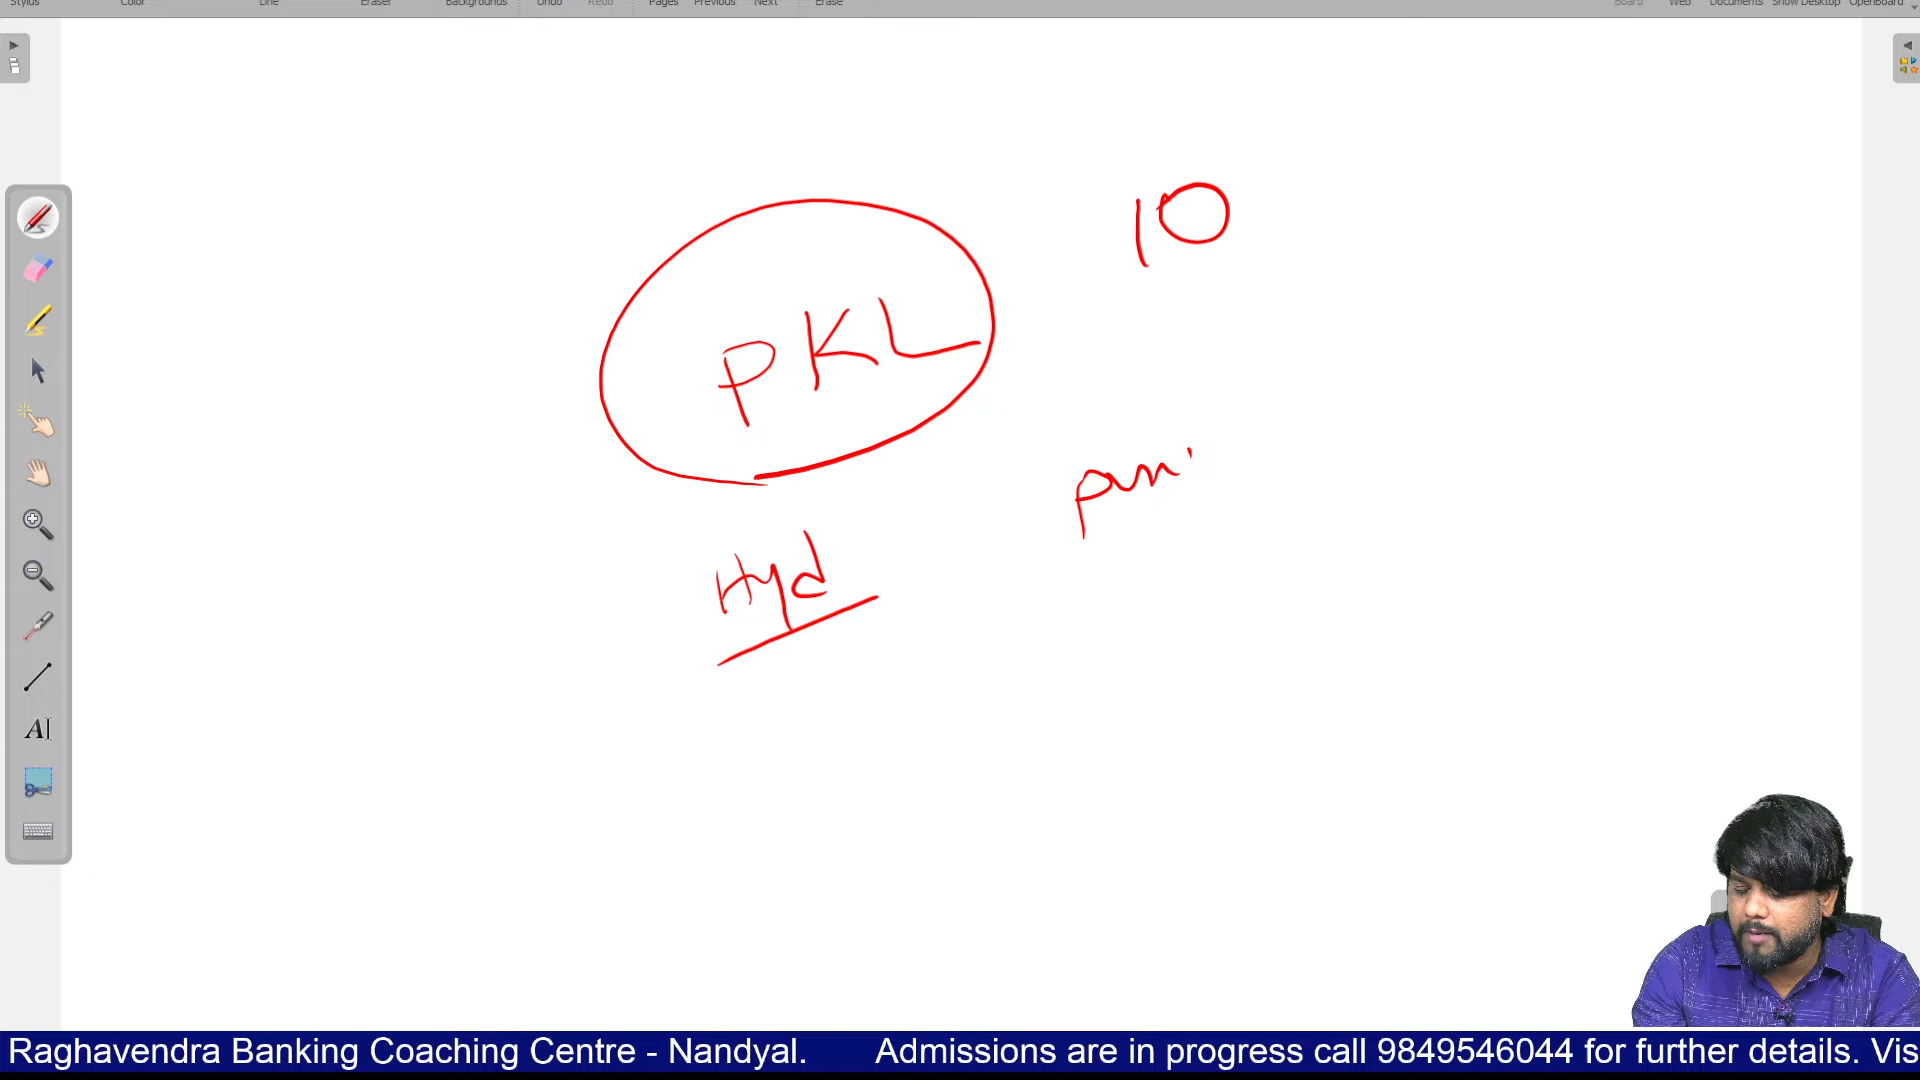 Stylus Color Line Eraser Backgrounds Undo Redo Pages Previous Next Erase Board Web Documents Show Desktop OpenBoard
10
PKL
Hyd
AI
Raghavendra Banking Coaching Centre - Nandyal. Admissions are in progress call 9849546044 for further details. Vis